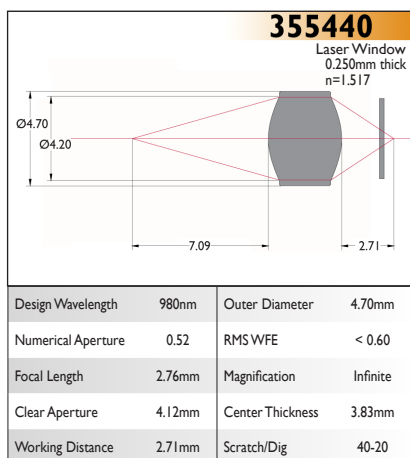 355440
Laser Window
0.250mm thick
n=1.517
Ø4.70
Ø4.20
7.09
2.71
Design Wavelength 980nm Outer Diameter 4.70mm
Numerical Aperture 0.52 RMS WFE < 0.60
Focal Length 2.76mm Magnification Infinite
Clear Aperture 4.12mm Center Thickness 3.83mm
Working Distance 2.71mm Scratch/Dig 40-20